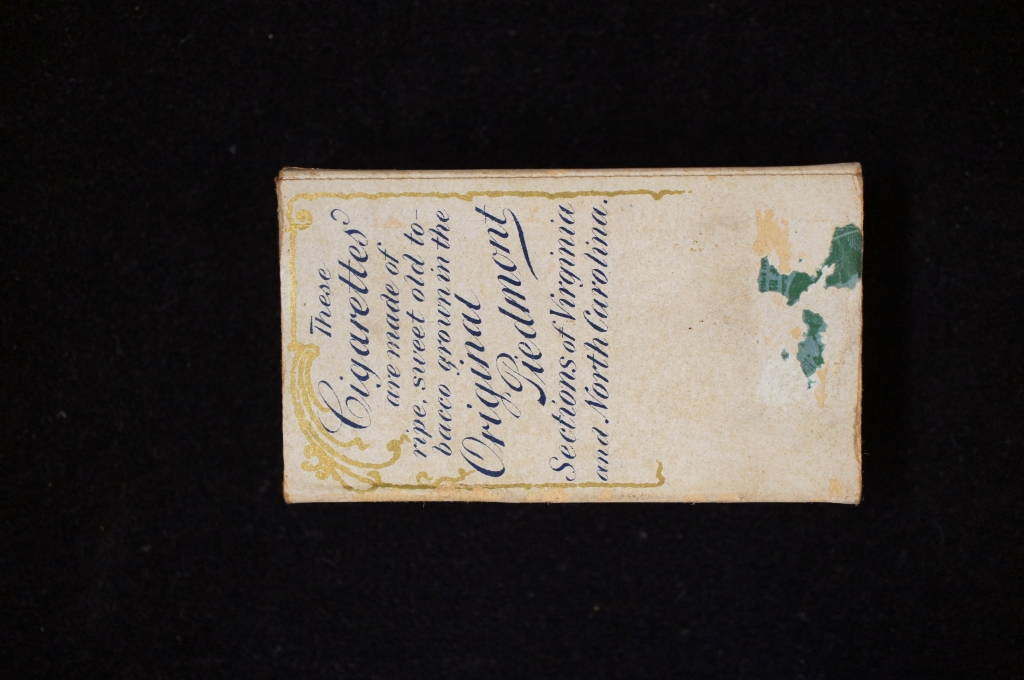 These
Cigarettes
are made of
ripe, sweet old to-
bacco grown in the
Original
Piedmont
Sections of Virginia
and North Carolina.